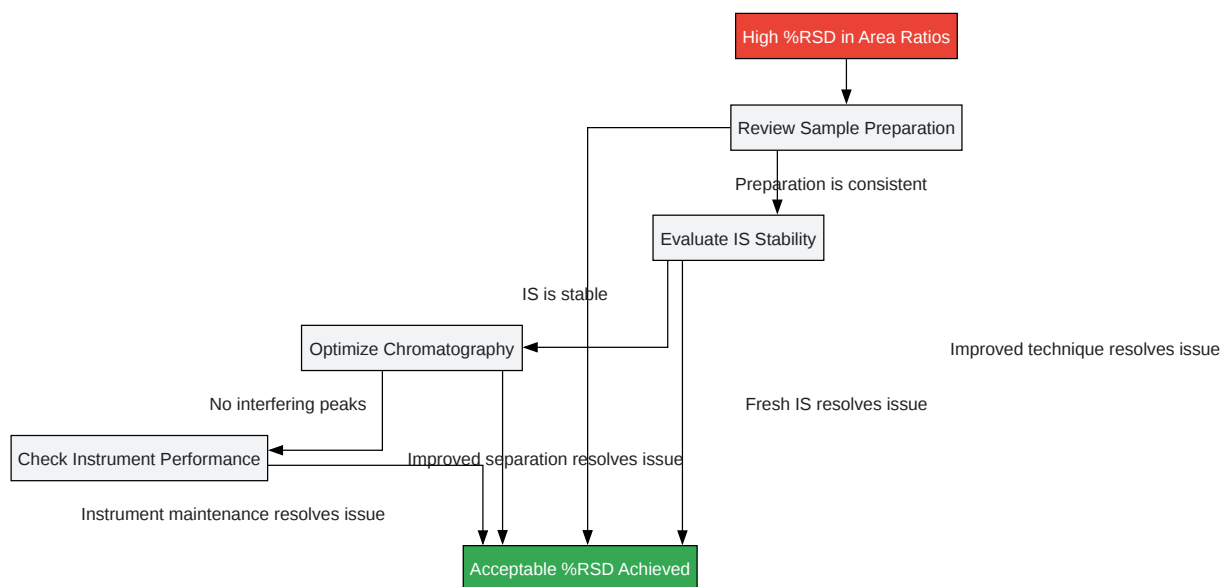 High %RSD in Area Ratios
Review Sample Preparation
Preparation is consistent
Evaluate IS Stability
IS is stable
Optimize Chromatography
Improved technique resolves issue
No interfering peaks
Fresh IS resolves issue
Check Instrument Performance
Improved separation resolves issue
Instrument maintenance resolves issue
Acceptable %RSD Achieved